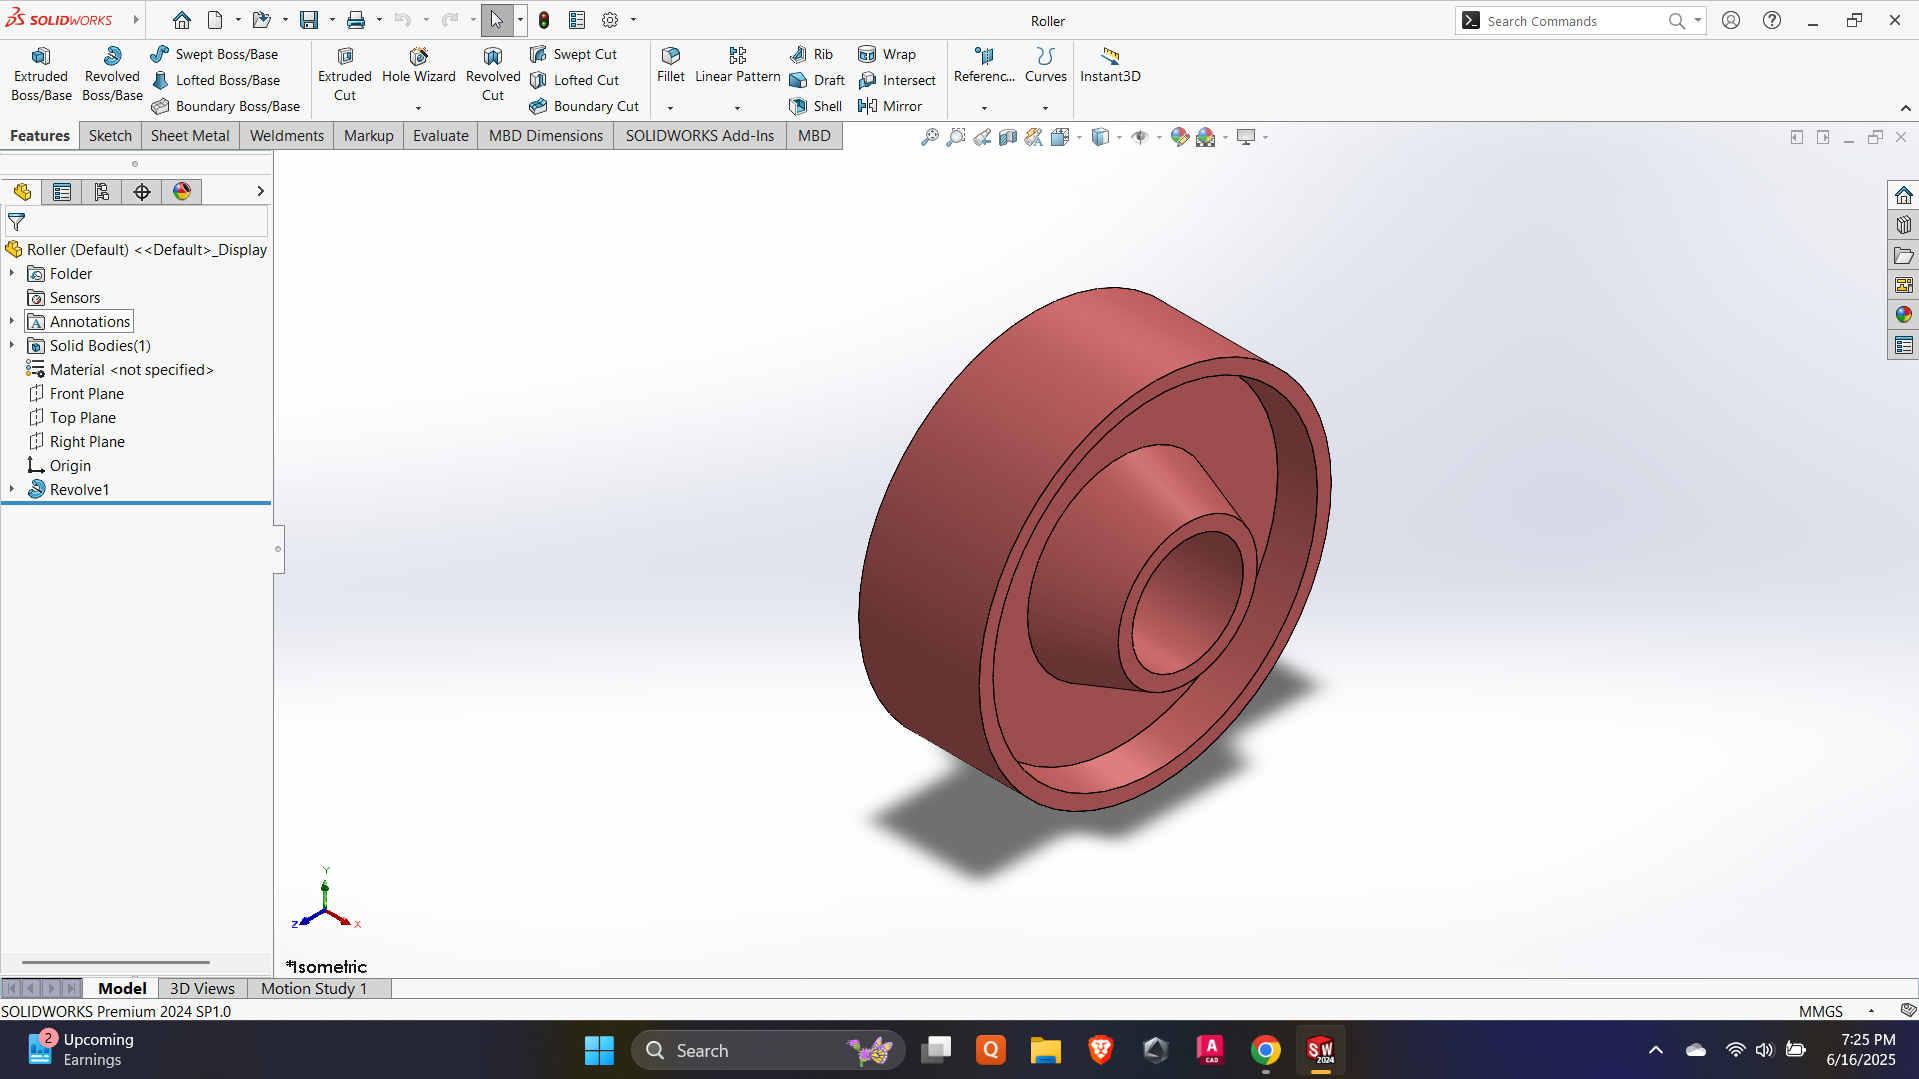 SOLIDWORKS
Roller
Search Commands
Extruded Boss/Base
Revolved Boss/Base
Swept Boss/Base
Lofted Boss/Base
Boundary Boss/Base
Extruded Cut
Hole Wizard
Revolved Cut
Swept Cut
Lofted Cut
Boundary Cut
Fillet
Linear Pattern
Rib
Draft
Shell
Wrap
Intersect
Mirror
Referenc...
Curves
Instant3D
Features
Sketch
Sheet Metal
Weldments
Markup
Evaluate
MBD Dimensions
SOLIDWORKS Add-Ins
MBD
Roller (Default) <<Default>_Display
Folder
Sensors
Annotations
Solid Bodies(1)
Material <not specified>
Front Plane
Top Plane
Right Plane
Origin
Revolve1
Y
Z
X
*Isometric
Model
3D Views
Motion Study 1
SOLIDWORKS Premium 2024 SP1.0
MMGS
2
Upcoming
Earnings
Search
Q
A
CAD
SW
2024
7:25 PM
6/16/2025